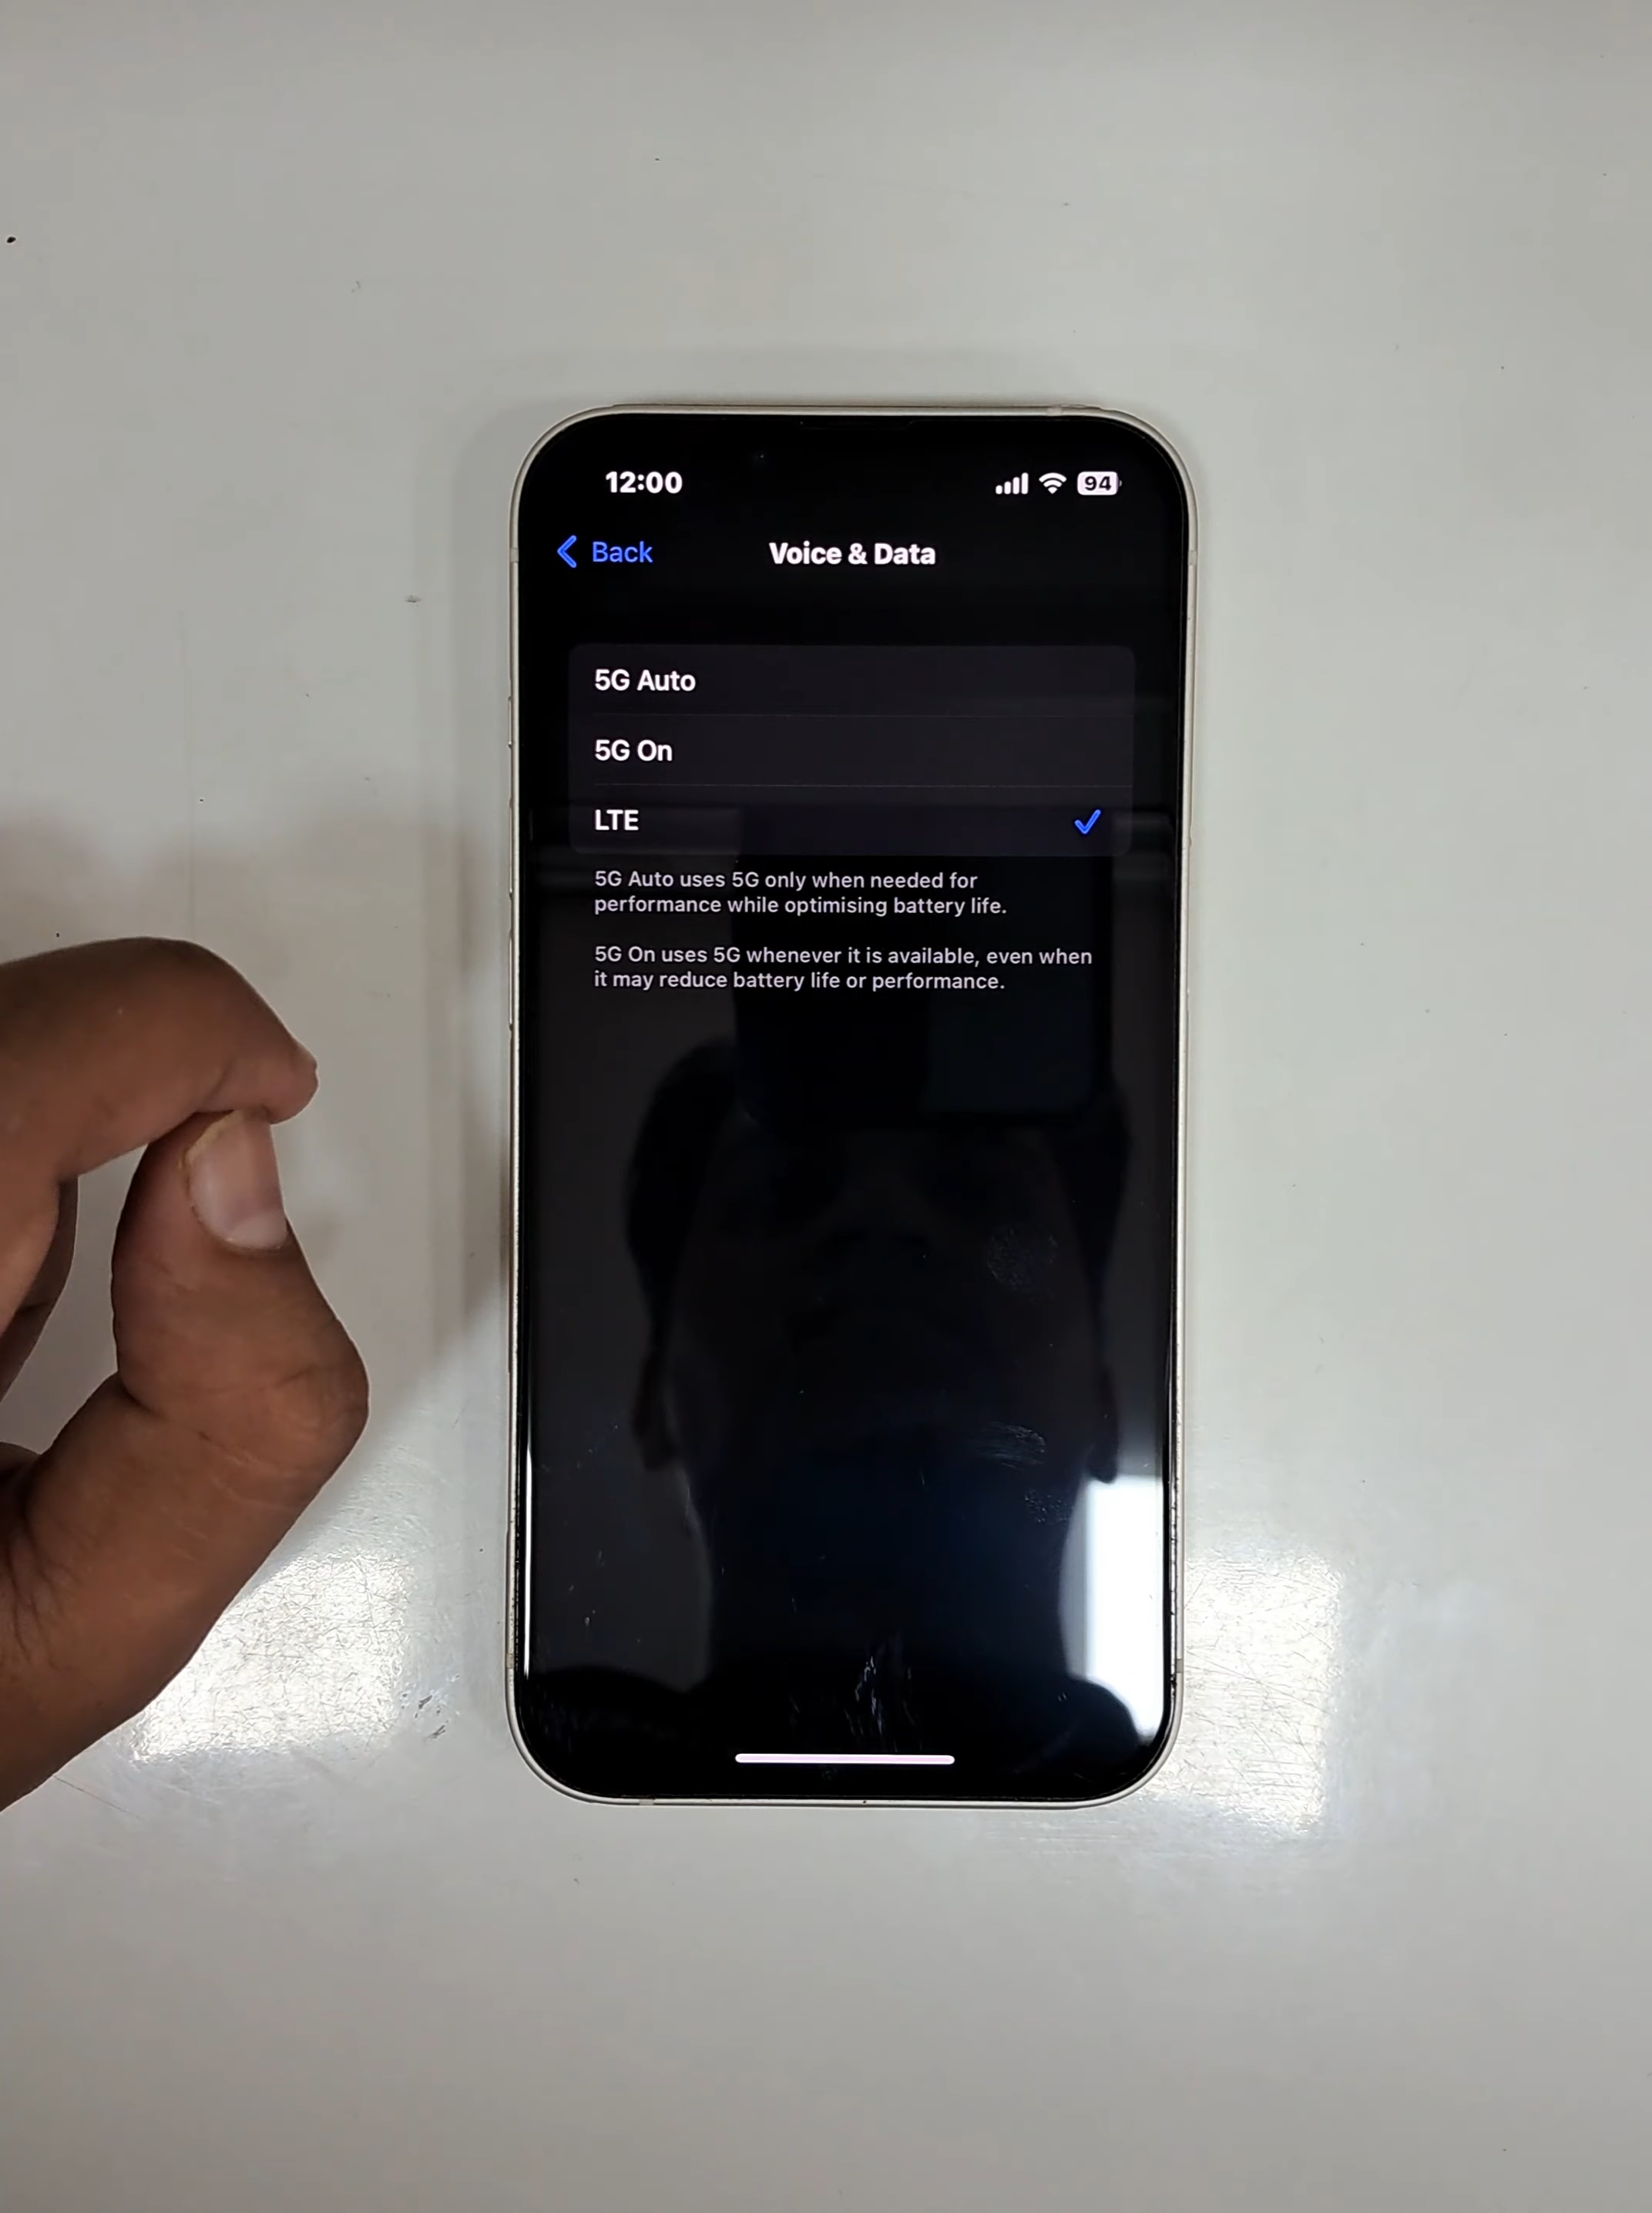 12:00
94
Back
Voice & Data
5G Auto
5G On
LTE
5G Auto uses 5G only when needed for
performance while optimising battery life.
5G On uses 5G whenever it is available, even when
it may reduce battery life or performance.